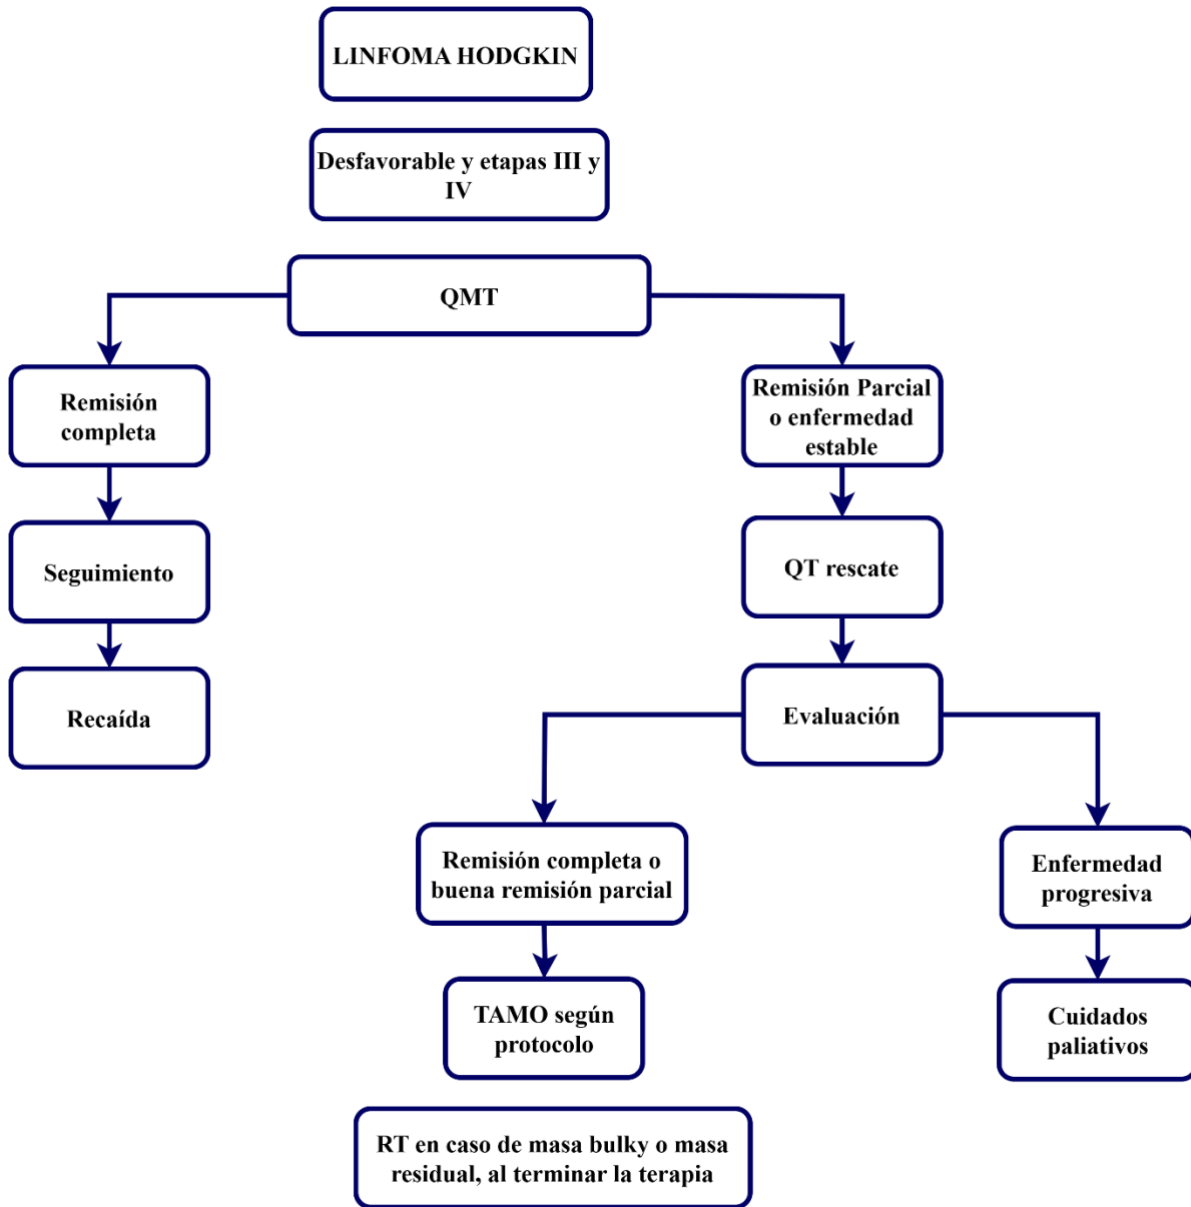 LINFOMA HODGKIN
Desfavorable y etapas III y
IV
QMT
Remisión
completa
Remisión Parcial
o enfermedad
estable
Seguimiento
QT rescate
Recaída
Evaluación
Remisión completa o
buena remisión parcial
Enfermedad
progresiva
TAMO según
protocolo
Cuidados
paliativos
RT en caso de masa bulky o masa
residual, al terminar la terapia